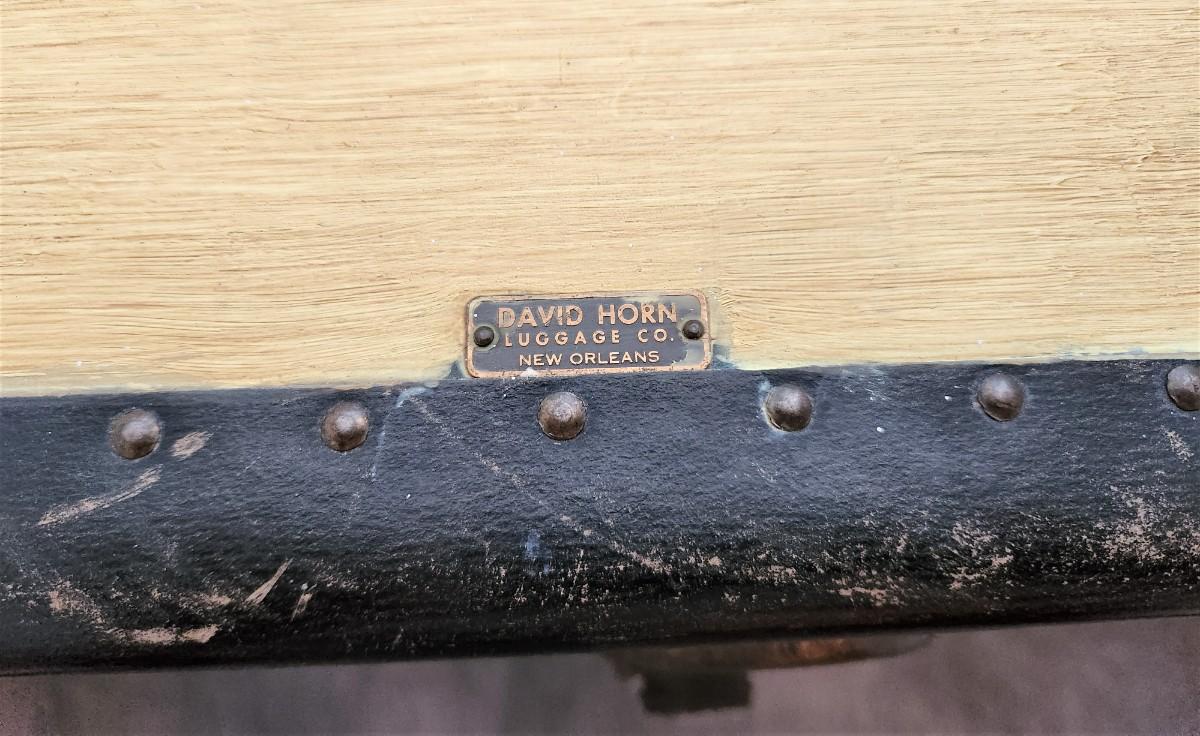 DAVID HORN
LUGGAGE CO.
NEW ORLEANS